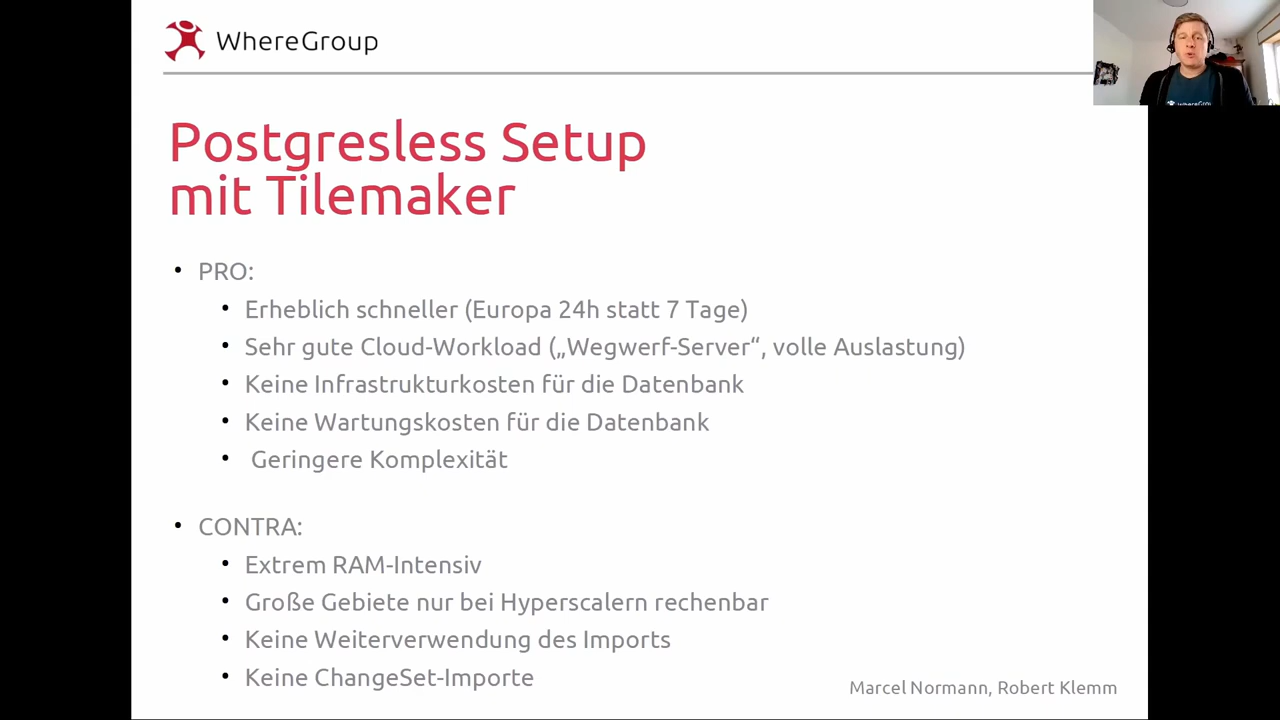 WhereGroup
Postgresless Setup
mit Tilemaker
• PRO:
• Erheblich schneller (Europa 24h statt 7 Tage)
• Sehr gute Cloud-Workload („Wegwerf-Server“, volle Auslastung)
• Keine Infrastrukturkosten für die Datenbank
• Keine Wartungskosten für die Datenbank
• Geringere Komplexität
• CONTRA:
• Extrem RAM-Intensiv
• Große Gebiete nur bei Hyperscalern rechenbar
• Keine Weiterverwendung des Imports
• Keine ChangeSet-Importe
Marcel Normann, Robert Klemm